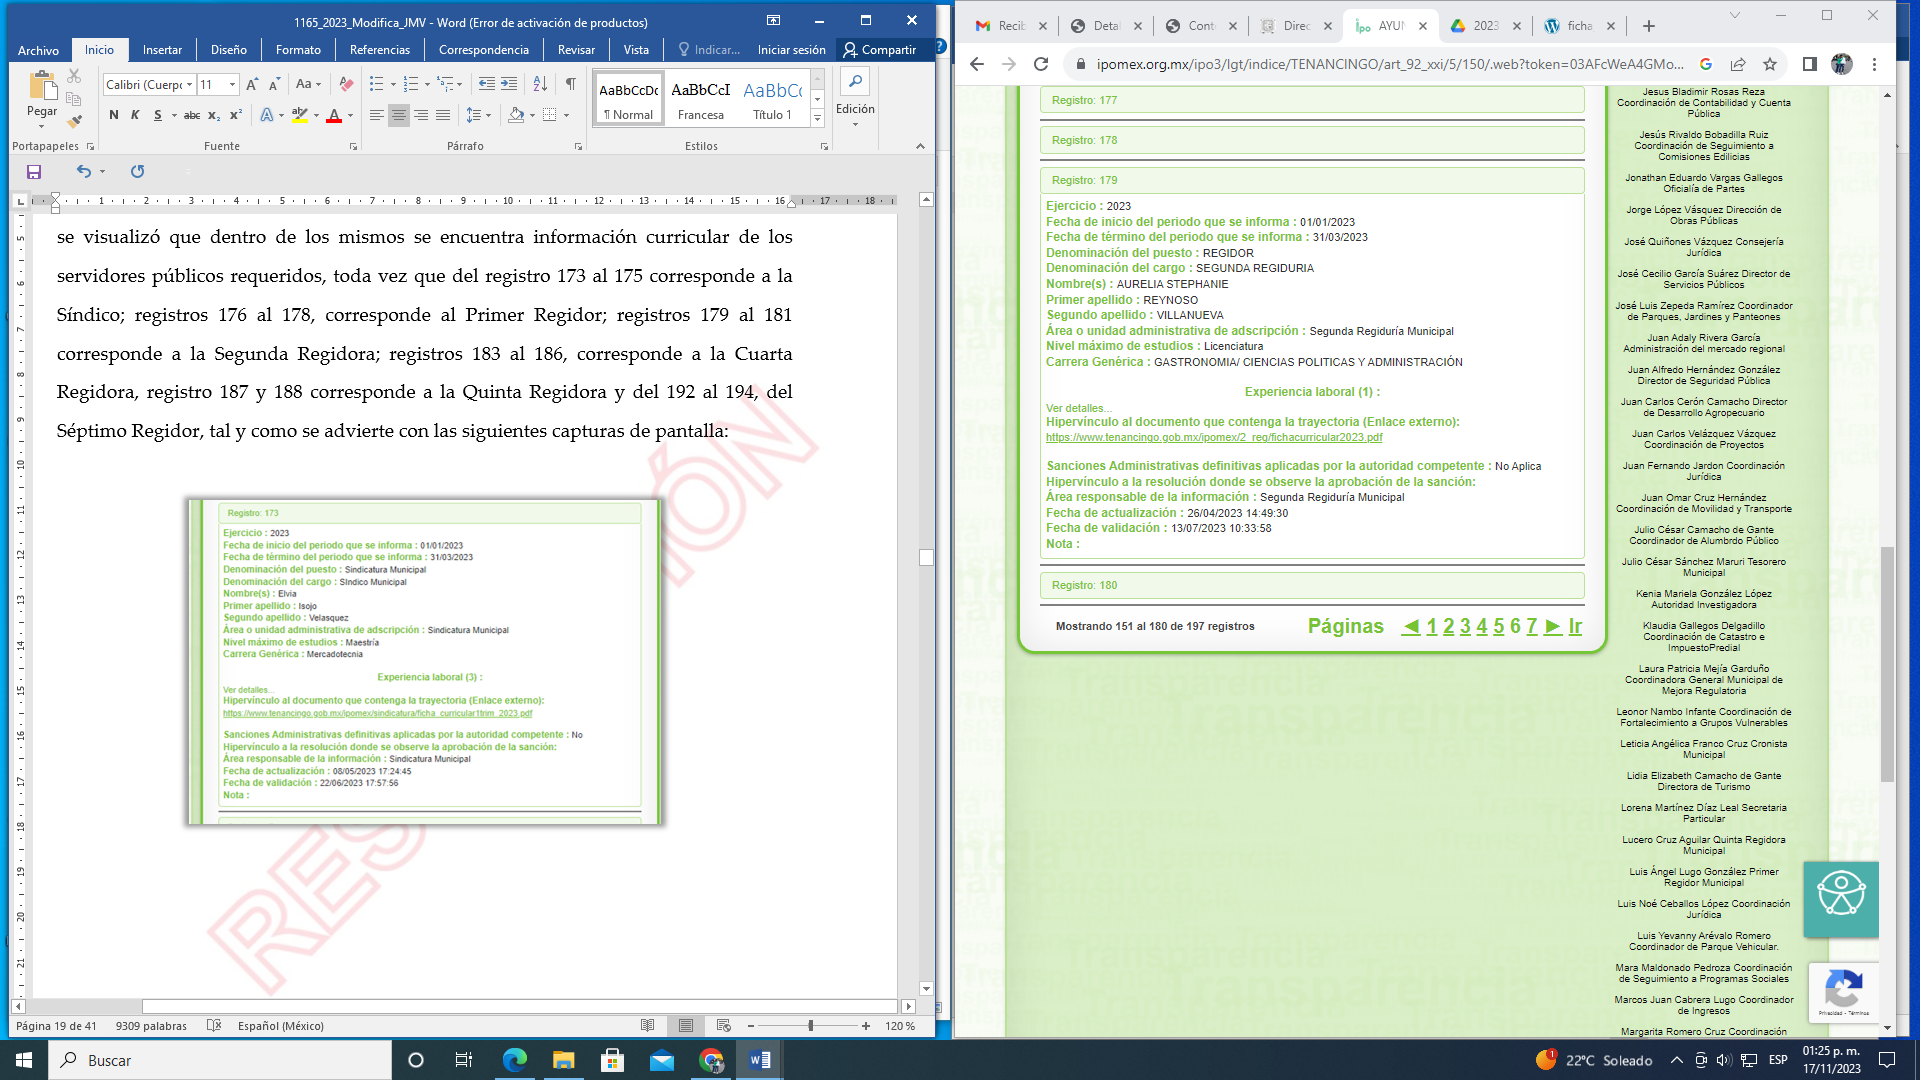 1165_2023_Modifica_JMV - Word (Error de activación de productos)
Archivo Inicio Insertar Diseño Formato Referencias Correspondencia Revisar Vista Indicar... Iniciar sesión Compartir
Pegar
Calibri (Cuerpo 11
N K S abc x₂ x²
AaBbCcDc AaBbCcI AaBbCc
¶ Normal Francesa Título 1
Edición
Portapapeles Fuente Párrafo Estilos
se visualizó que dentro de los mismos se encuentra información curricular de los
servidores públicos requeridos, toda vez que del registro 173 al 175 corresponde a la
Síndico; registros 176 al 178, corresponde al Primer Regidor; registros 179 al 181
corresponde a la Segunda Regidora; registros 183 al 186, corresponde a la Cuarta
Regidora, registro 187 y 188 corresponde a la Quinta Regidora y del 192 al 194, del
Séptimo Regidor, tal y como se advierte con las siguientes capturas de pantalla:
Registro: 173
Ejercicio : 2023
Fecha de inicio del periodo que se informa : 01/01/2023
Fecha de término del periodo que se informa : 31/03/2023
Denominación del puesto : Sindicatura Municipal
Denominación del cargo : Síndico Municipal
Nombre(s) : Elvia
Primer apellido : Isojo
Segundo apellido : Velasquez
Área o unidad administrativa de adscripción : Sindicatura Municipal
Nivel máximo de estudios : Maestría
Carrera Genérica : Mercadotecnia
Experiencia laboral (3) :
Ver detalles...
Hipervínculo al documento que contenga la trayectoria (Enlace externo):
https://www.tenancingo.gob.mx/ipomex/sindicatura/ficha_curricular1trim_2023.pdf
Sanciones Administrativas definitivas aplicadas por la autoridad competente : No
Hipervínculo a la resolución donde se observe la aprobación de la sanción:
Área responsable de la información : Sindicatura Municipal
Fecha de actualización : 08/05/2023 17:24:45
Fecha de validación : 22/06/2023 17:57:56
Nota :
Página 19 de 41 9309 palabras Español (México) 120 %
Recib Detal Cont Direc AYUN 2023 ficha
ipomex.org.mx/ipo3/lgt/indice/TENANCINGO/art_92_xxi/5/150/.web?token=03AFcWeA4GMo...
Registro: 177
Registro: 178
Registro: 179
Ejercicio : 2023
Fecha de inicio del periodo que se informa : 01/01/2023
Fecha de término del periodo que se informa : 31/03/2023
Denominación del puesto : REGIDOR
Denominación del cargo : SEGUNDA REGIDURIA
Nombre(s) : AURELIA STEPHANIE
Primer apellido : REYNOSO
Segundo apellido : VILLANUEVA
Área o unidad administrativa de adscripción : Segunda Regiduría Municipal
Nivel máximo de estudios : Licenciatura
Carrera Genérica : GASTRONOMIA/ CIENCIAS POLITICAS Y ADMINISTRACIÓN
Experiencia laboral (1) :
Ver detalles...
Hipervínculo al documento que contenga la trayectoria (Enlace externo):
https://www.tenancingo.gob.mx/ipomex/2_reg/fichacurricular2023.pdf
Sanciones Administrativas definitivas aplicadas por la autoridad competente : No Aplica
Hipervínculo a la resolución donde se observe la aprobación de la sanción:
Área responsable de la información : Segunda Regiduría Municipal
Fecha de actualización : 26/04/2023 14:49:30
Fecha de validación : 13/07/2023 10:33:58
Nota :
Registro: 180
Mostrando 151 al 180 de 197 registros Páginas ◄ 1 2 3 4 5 6 7 ► Ir
Jesus Bladimir Rosas Reza
Coordinación de Contabilidad y Cuenta
Pública
Jesús Rivaldo Bobadilla Ruiz
Coordinación de Seguimiento a
Comisiones Edilicias
Jonathan Eduardo Vargas Gallegos
Oficialía de Partes
Jorge López Vásquez Dirección de
Obras Públicas
José Quiñones Vázquez Consejería
Jurídica
José Cecilio García Suárez Director de
Servicios Públicos
José Luis Zepeda Ramírez Coordinador
de Parques, Jardines y Panteones
Juan Adaly Rivera García
Administración del mercado regional
Juan Alfredo Hernández González
Director de Seguridad Pública
Juan Carlos Cerón Camacho Director
de Desarrollo Agropecuario
Juan Carlos Velázquez Vázquez
Coordinación de Proyectos
Juan Fernando Jardon Coordinación
Jurídica
Juan Omar Cruz Hernández
Coordinación de Movilidad y Transporte
Julio César Camacho de Gante
Coordinador de Alumbrdo Público
Julio César Sánchez Maruri Tesorero
Municipal
Kenia Mariela González López
Autoridad Investigadora
Klaudia Gallegos Delgadillo
Coordinación de Catastro e
ImpuestoPredial
Laura Patricia Mejía Garduño
Coordinadora General Municipal de
Mejora Regulatoria
Leonor Nambo Infante Coordinación de
Fortalecimiento a Grupos Vulnerables
Leticia Angélica Franco Cruz Cronista
Municipal
Lidia Elizabeth Camacho de Gante
Directora de Turismo
Lorena Martínez Díaz Leal Secretaria
Particular
Lucero Cruz Aguilar Quinta Regidora
Municipal
Luis Ángel Lugo González Primer
Regidor Municipal
Luis Noé Ceballos López Coordinación
Jurídica
Luis Yevanny Arévalo Romero
Coordinador de Parque Vehicular.
Mara Maldonado Pedroza Coordinación
de Seguimiento a Programas Sociales
Marcos Juan Cabrera Lugo Coordinador
de Ingresos
Margarita Romero Cruz Coordinación
Privacidad - Términos
Buscar
22°C Soleado ESP 01:25 p. m.
17/11/2023